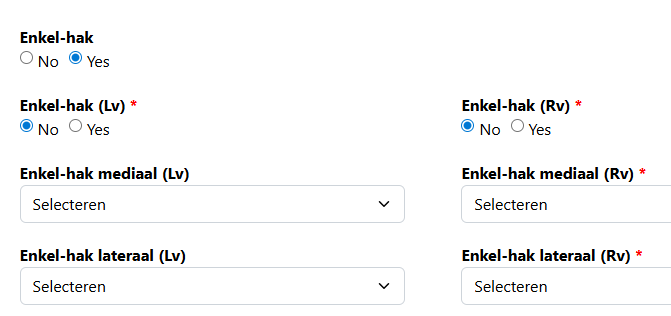 Enkel-hak
No Yes
Enkel-hak (Lv) * Enkel-hak (Rv) *
No Yes No Yes
Enkel-hak mediaal (Lv) Enkel-hak mediaal (Rv) *
Selecteren Selecteren
Enkel-hak lateraal (Lv) Enkel-hak lateraal (Rv) *
Selecteren Selecteren